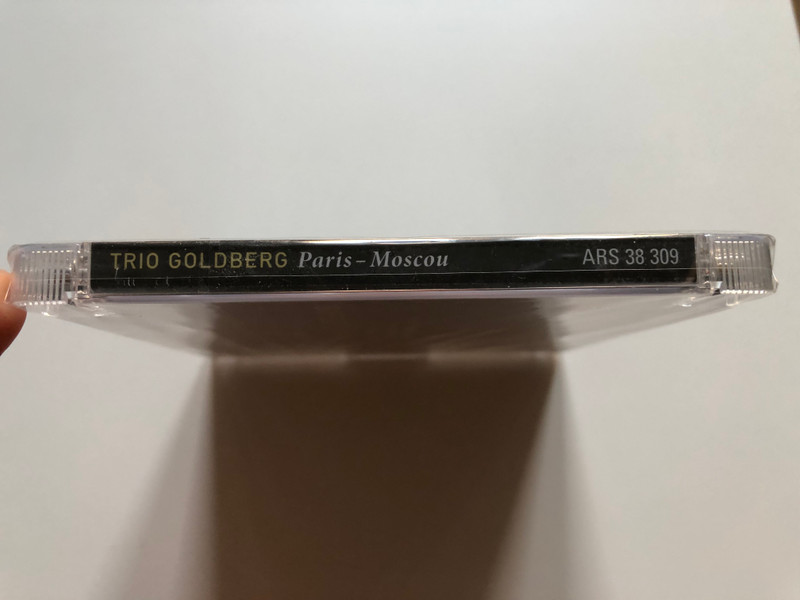 TRIO GOLDBERG Paris – Moscou ARS 38 309